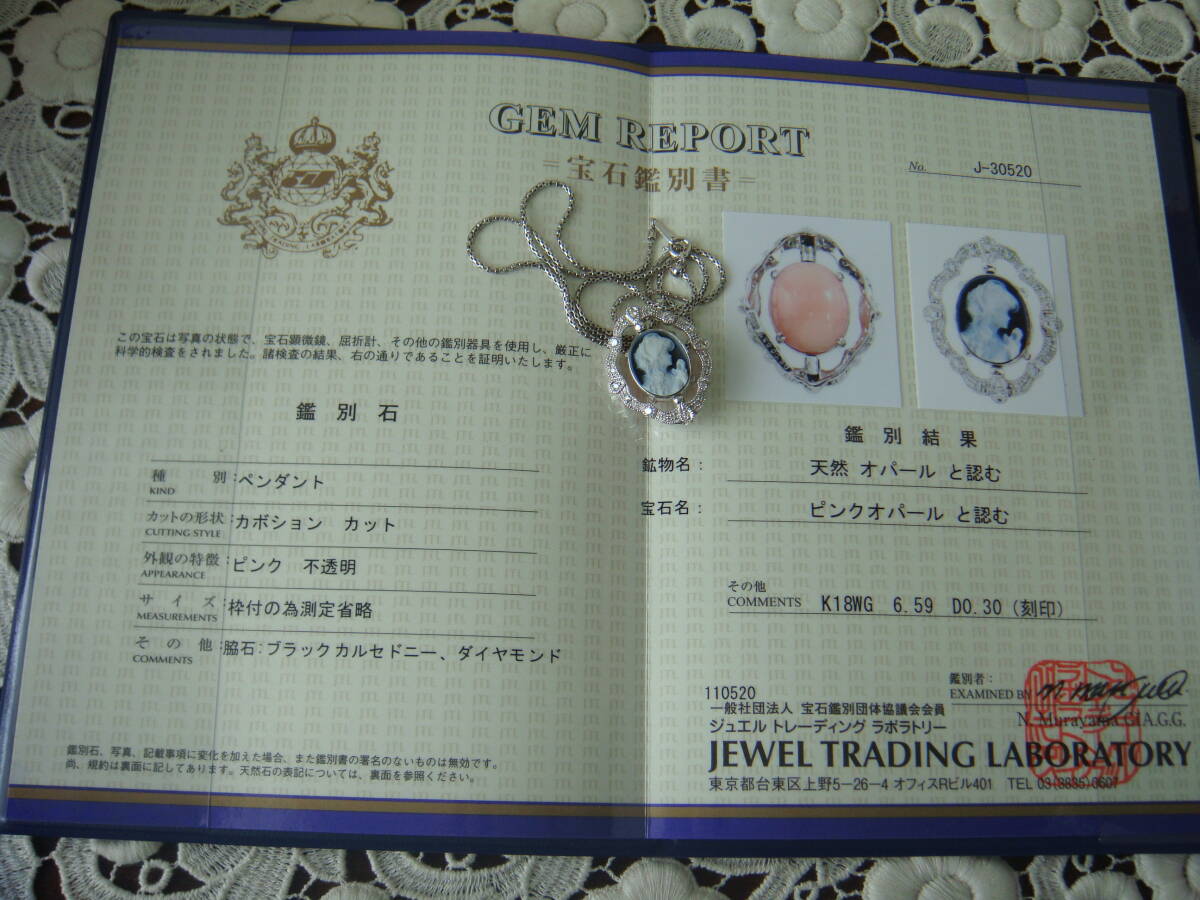 GEM REPORT
=宝石鑑別書=
No. J-30520
この宝石は写真の状態で、宝石顕微鏡、屈折計、その他の鑑別器具を使用し、厳正に
科学的検査をされました。諸検査の結果、右の通りであることを証明いたします。
鑑別石
種別 : ペンダント
KIND
カットの形状 : カボション カット
CUTTING STYLE
外観の特徴 : ピンク 不透明
APPEARANCE
サイズ : 枠付の為測定省略
MEASUREMENTS
その他 : 脇石:ブラックカルセドニー、ダイヤモンド
COMMENTS
鑑別石、写真、記載事項に変化を加えた場合、また鑑別書の署名のないものは無効です。
尚、規約は裏面に記してあります。天然石の表記については、裏面を参照ください。
鑑別結果
鉱物名 : 天然 オパール と認む
宝石名 : ピンクオパール と認む
その他
COMMENTS K18WG 6.59 D0.30 (刻印)
鑑別者:
EXAMINED BY
N. Murayama G.I.A.G.G.
110520
一般社団法人 宝石鑑別団体協議会会員
ジュエル トレーディング ラボラトリー
JEWEL TRADING LABORATORY
東京都台東区上野5-26-4 オフィスRビル401 TEL 03(3835)0607